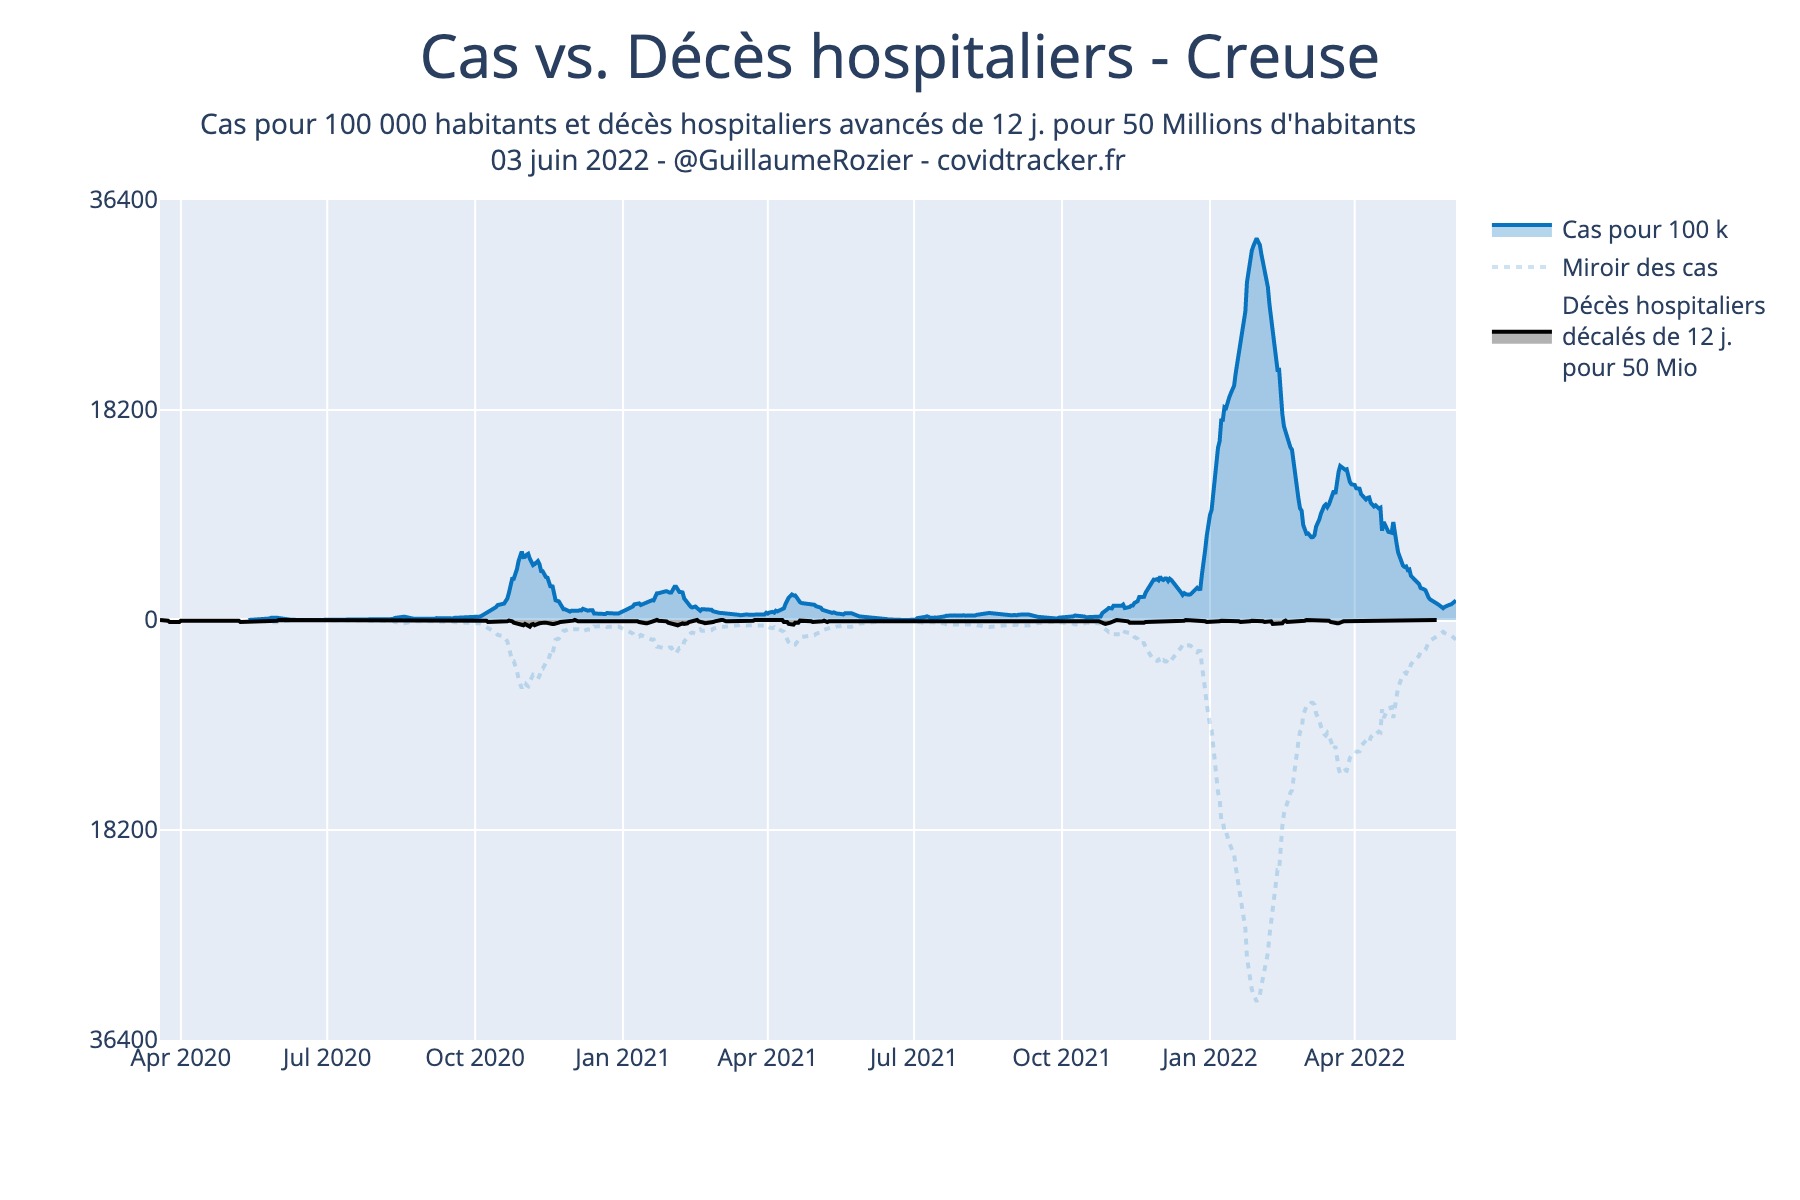 Cas vs. Décès hospitaliers - Creuse
Cas pour 100 000 habitants et décès hospitaliers avancés de 12 j. pour 50 Millions d'habitants
03 juin 2022 - @GuillaumeRozier - covidtracker.fr
36400
18200
0
18200
36400
Apr 2020
Jul 2020
Oct 2020
Jan 2021
Apr 2021
Jul 2021
Oct 2021
Jan 2022
Apr 2022
Cas pour 100 k
Miroir des cas
Décès hospitaliers
décalés de 12 j.
pour 50 Mio